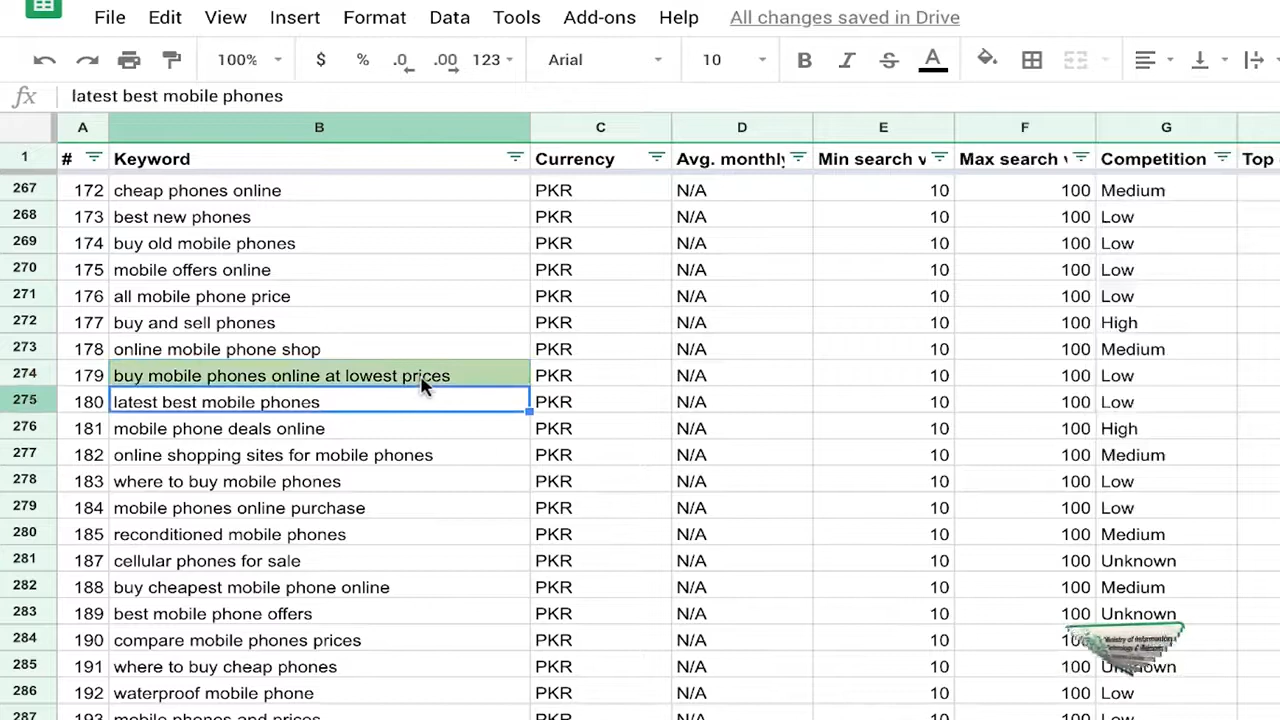 File Edit View Insert Format Data Tools Add-ons Help All changes saved in Drive
100% $ % .0 .00 123 Arial 10 B I S A
fx latest best mobile phones
A B C D E F G
1 # Keyword Currency Avg. monthly Min search v Max search v Competition Top
267 172 cheap phones online PKR N/A 10 100 Medium
268 173 best new phones PKR N/A 10 100 Low
269 174 buy old mobile phones PKR N/A 10 100 Low
270 175 mobile offers online PKR N/A 10 100 Low
271 176 all mobile phone price PKR N/A 10 100 Low
272 177 buy and sell phones PKR N/A 10 100 High
273 178 online mobile phone shop PKR N/A 10 100 Medium
274 179 buy mobile phones online at lowest prices PKR N/A 10 100 Low
275 180 latest best mobile phones PKR N/A 10 100 Low
276 181 mobile phone deals online PKR N/A 10 100 High
277 182 online shopping sites for mobile phones PKR N/A 10 100 Medium
278 183 where to buy mobile phones PKR N/A 10 100 Low
279 184 mobile phones online purchase PKR N/A 10 100 Low
280 185 reconditioned mobile phones PKR N/A 10 100 Medium
281 187 cellular phones for sale PKR N/A 10 100 Unknown
282 188 buy cheapest mobile phone online PKR N/A 10 100 Medium
283 189 best mobile phone offers PKR N/A 10 100 Unknown
284 190 compare mobile phones prices PKR N/A 10
Ministry of Information
285 191 where to buy cheap phones PKR N/A 10 Unknown
286 192 waterproof mobile phone PKR N/A 10 100 Low
287 193 mobile phones and prices PKR N/A 10 100 Low